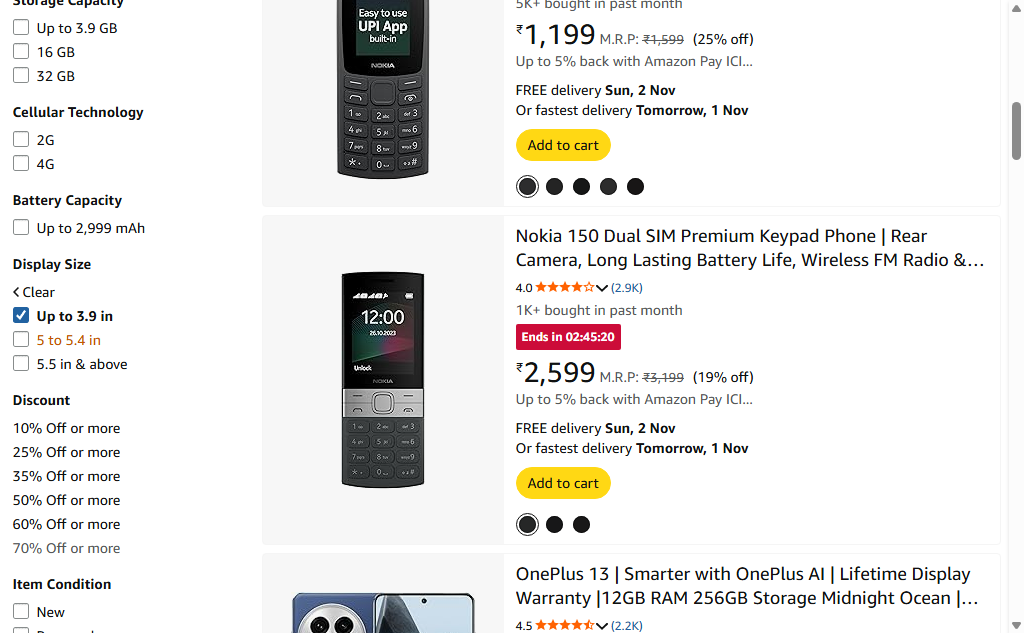 Storage Capacity
Up to 3.9 GB
16 GB
32 GB
Cellular Technology
2G
4G
Battery Capacity
Up to 2,999 mAh
Display Size
Clear
Up to 3.9 in
5 to 5.4 in
5.5 in & above
Discount
10% Off or more
25% Off or more
35% Off or more
50% Off or more
60% Off or more
70% Off or more
Item Condition
New
Easy to use
UPI App
built-in
NOKIA
5K+ bought in past month
₹1,199 M.R.P: ₹1,599 (25% off)
Up to 5% back with Amazon Pay ICI...
FREE delivery Sun, 2 Nov
Or fastest delivery Tomorrow, 1 Nov
Add to cart
12:00
26.10.2023
Unlock
NOKIA
Nokia 150 Dual SIM Premium Keypad Phone | Rear
Camera, Long Lasting Battery Life, Wireless FM Radio &...
4.0 (2.9K)
1K+ bought in past month
Ends in 02:45:20
₹2,599 M.R.P: ₹3,199 (19% off)
Up to 5% back with Amazon Pay ICI...
FREE delivery Sun, 2 Nov
Or fastest delivery Tomorrow, 1 Nov
Add to cart
OnePlus 13 | Smarter with OnePlus AI | Lifetime Display
Warranty |12GB RAM 256GB Storage Midnight Ocean |...
4.5 (2.2K)